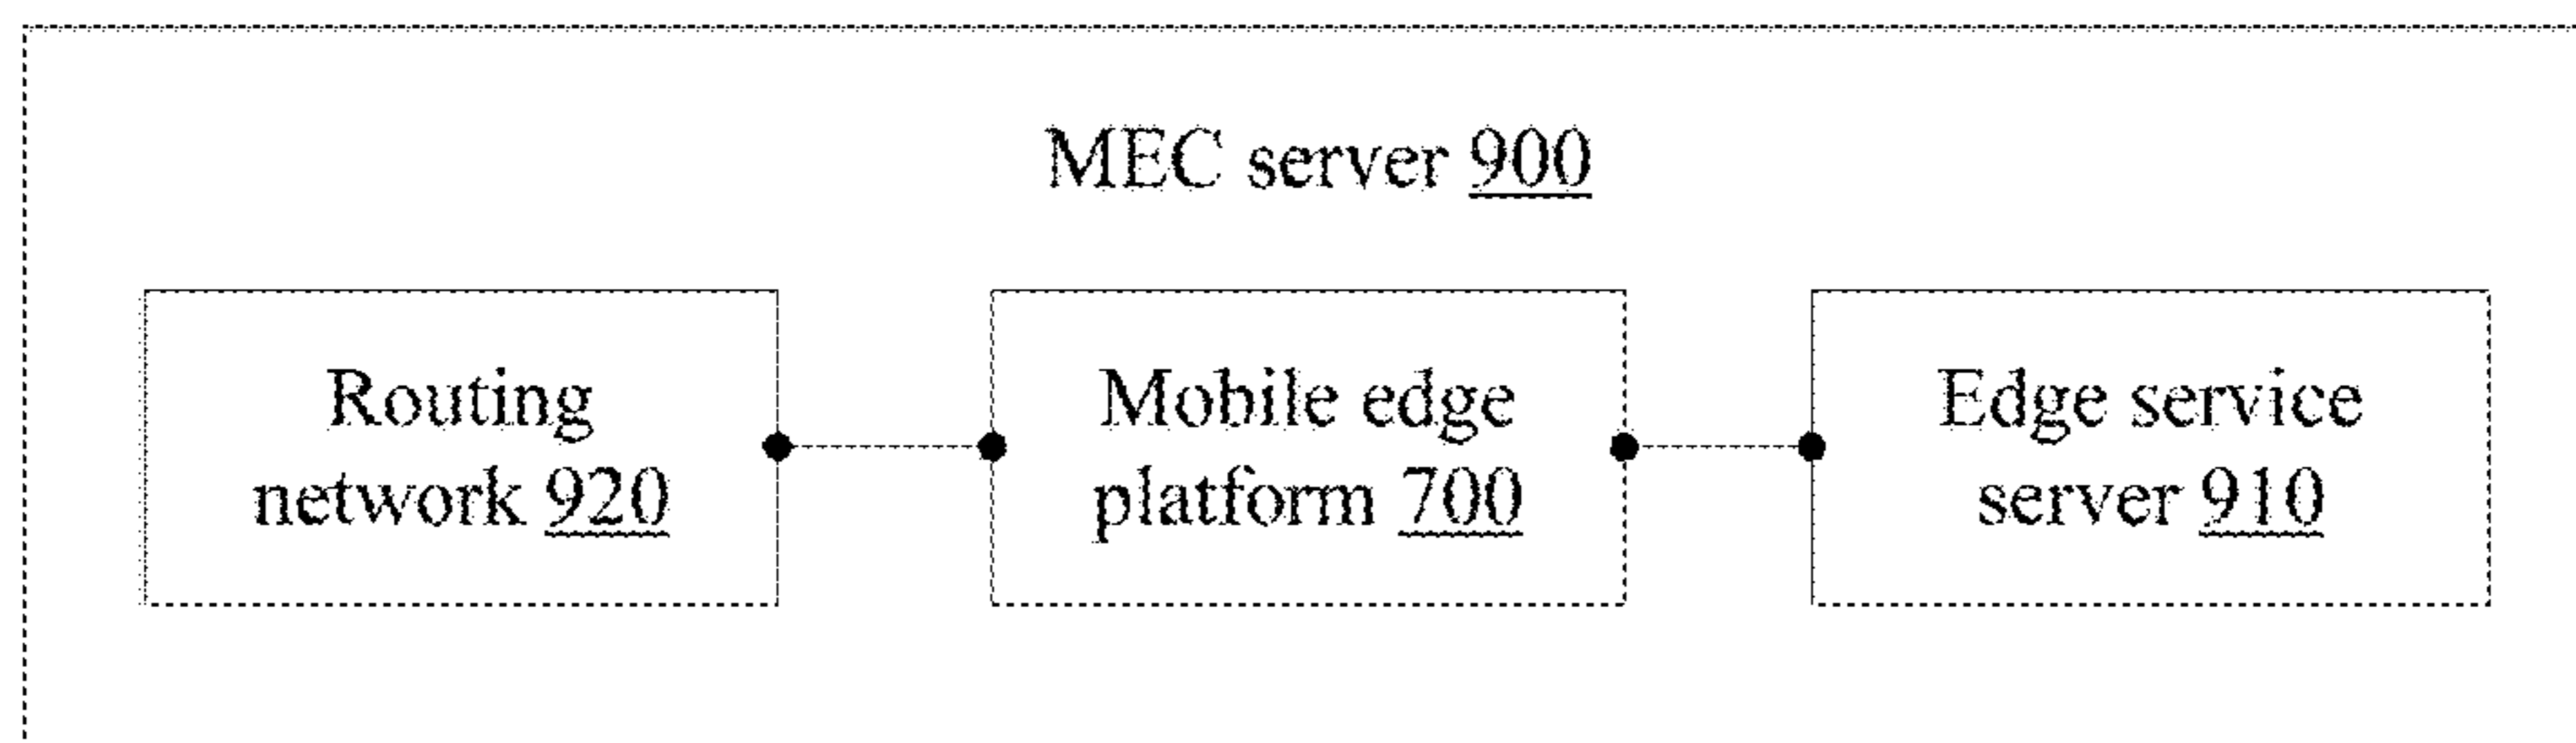 MEC server 900
Routing
network 920
Mobile edge
platform 700
Edge service
server 910